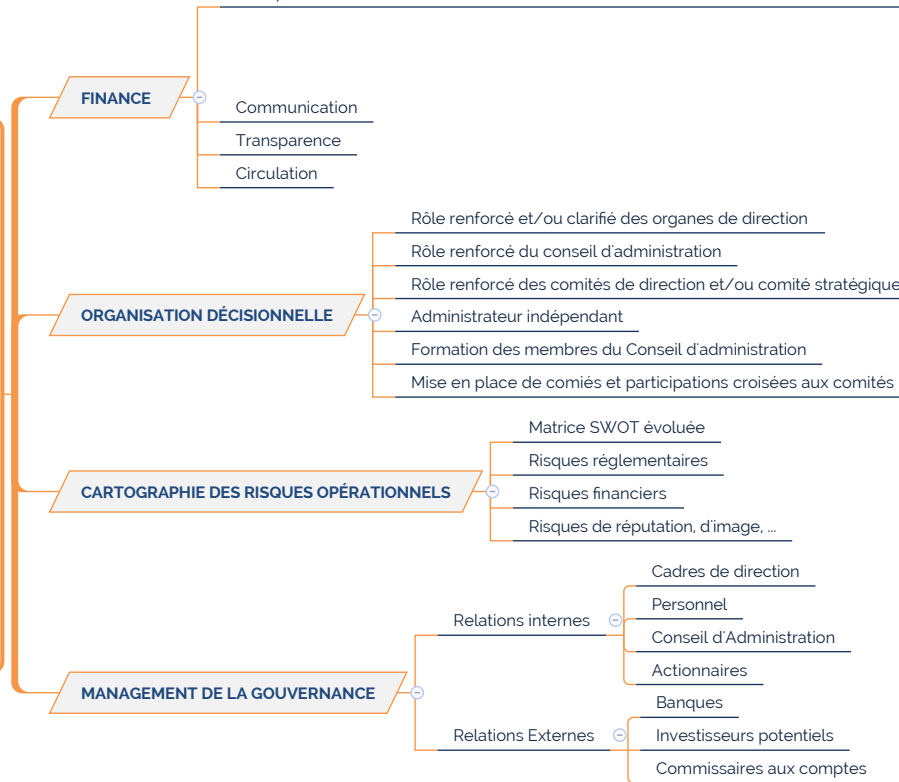 FINANCE
Communication
Transparence
Circulation
ORGANISATION DÉCISIONNELLE
Rôle renforcé et/ou clarifié des organes de direction
Rôle renforcé du conseil d'administration
Rôle renforcé des comités de direction et/ou comité stratégique
Administrateur indépendant
Formation des membres du Conseil d'administration
Mise en place de comiés et participations croisées aux comités
CARTOGRAPHIE DES RISQUES OPÉRATIONNELS
Matrice SWOT évoluée
Risques réglementaires
Risques financiers
Risques de réputation, d'image, ...
MANAGEMENT DE LA GOUVERNANCE
Relations internes
Cadres de direction
Personnel
Conseil d'Administration
Actionnaires
Relations Externes
Banques
Investisseurs potentiels
Commissaires aux comptes